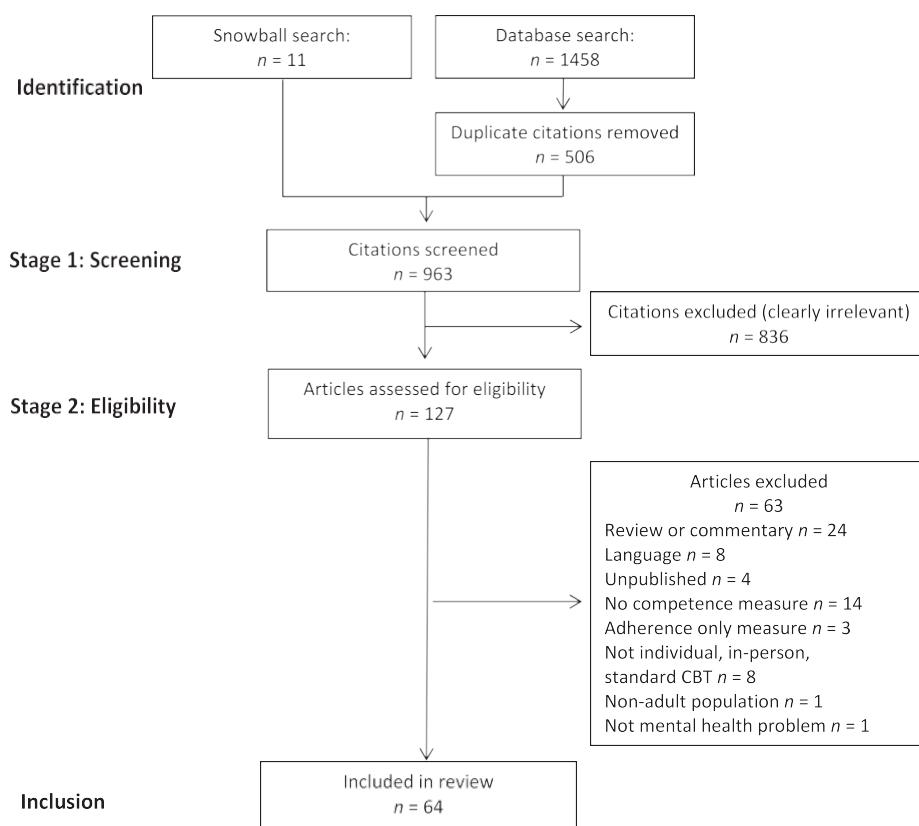 Snowball search:
n = 11
Database search:
n = 1458
Identification
Duplicate citations removed
n = 506
Stage 1: Screening
Citations screened
n = 963
Citations excluded (clearly irrelevant)
n = 836
Stage 2: Eligibility
Articles assessed for eligibility
n = 127
Articles excluded
n = 63
Review or commentary n = 24
Language n = 8
Unpublished n = 4
No competence measure n = 14
Adherence only measure n = 3
Not individual, in-person,
standard CBT n = 8
Non-adult population n = 1
Not mental health problem n = 1
Inclusion
Included in review
n = 64